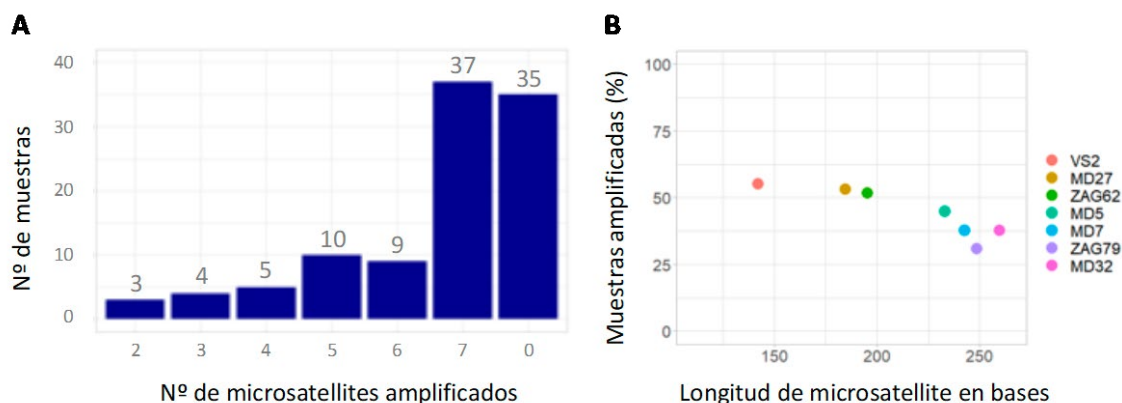 A
Nº de muestras
40
30
20
10
0
3
4
5
10
9
37
35
2
3
4
5
6
7
0
Nº de microsatellites amplificados
B
Muestras amplificadas (%)
100
75
50
25
0
150
200
250
Longitud de microsatellite en bases
VS2
MD27
ZAG62
MD5
MD7
ZAG79
MD32